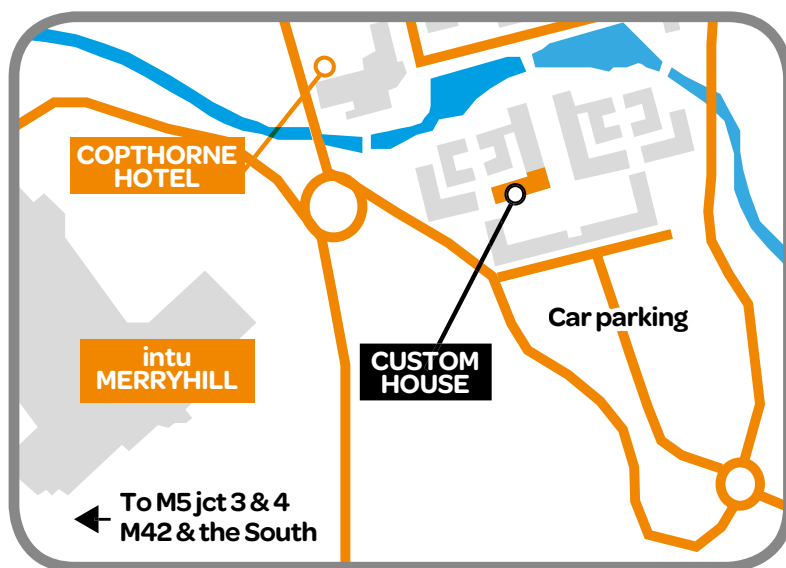 COPTHORNE
HOTEL
Car parking
intu
MERRYHILL
CUSTOM
HOUSE
To M5 jct 3 & 4
M42 & the South